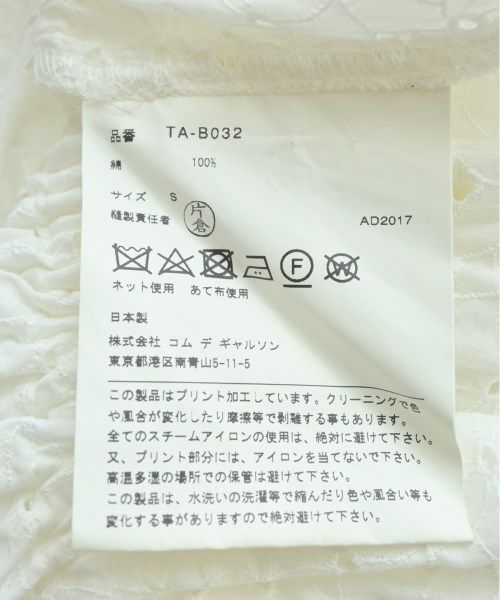 品番 TA-B032
綿 100%
サイズ S
縫製責任者 片倉
AD2017
F W
ネット使用 あて布使用
日本製
株式会社 コム デ ギャルソン
東京都港区南青山5-11-5
この製品はプリント加工しています。クリーニングで色
や風合が変化したり摩擦等で剥離する事もあります。
全てのスチームアイロンの使用は、絶対に避けて下さい。
又、プリント部分には、アイロンを当てないで下さい。
高温多湿の場所での保管は避けて下さい。
この製品は、水洗いの洗濯等で縮んだり色や風合い等も
変化する事がありますので絶対避けて下さい。